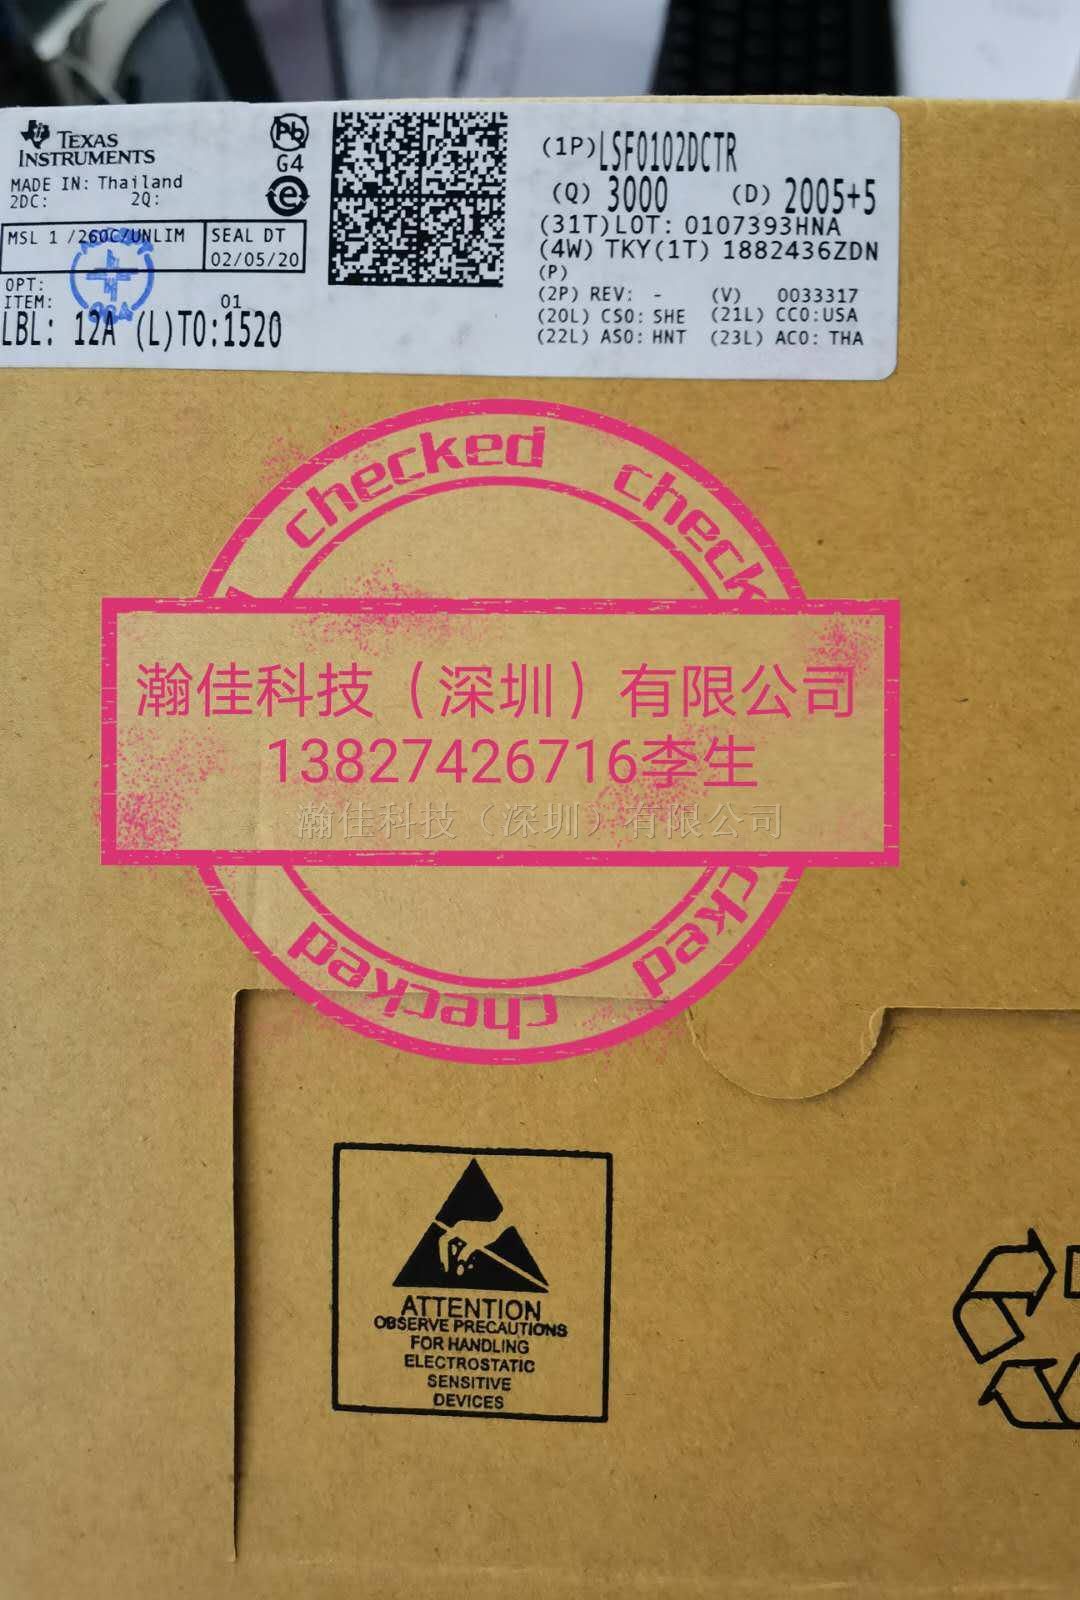 TEXAS
INSTRUMENTS
MADE IN: Thailand
2DC: 2Q:
MSL 1 /260C/UNLIM
SEAL DT
02/05/20
OPT:
ITEM: 01
LBL: 12A (L)TO:1520
Pb
G4
e
(1P)LSF0102DCTR
(Q) 3000 (D) 2005+5
(31T)LOT: 0107393HNA
(4W) TKY(1T) 1882436ZDN
(P)
(2P) REV: - (V) 0033317
(20L) CSO: SHE (21L) CCO:USA
(22L) ASO: HNT (23L) ACO: THA
checked checked
瀚佳科技（深圳）有限公司
13827426716李生
瀚佳科技（深圳）有限公司
checked checked
ATTENTION
OBSERVE PRECAUTIONS
FOR HANDLING
ELECTROSTATIC
SENSITIVE
DEVICES